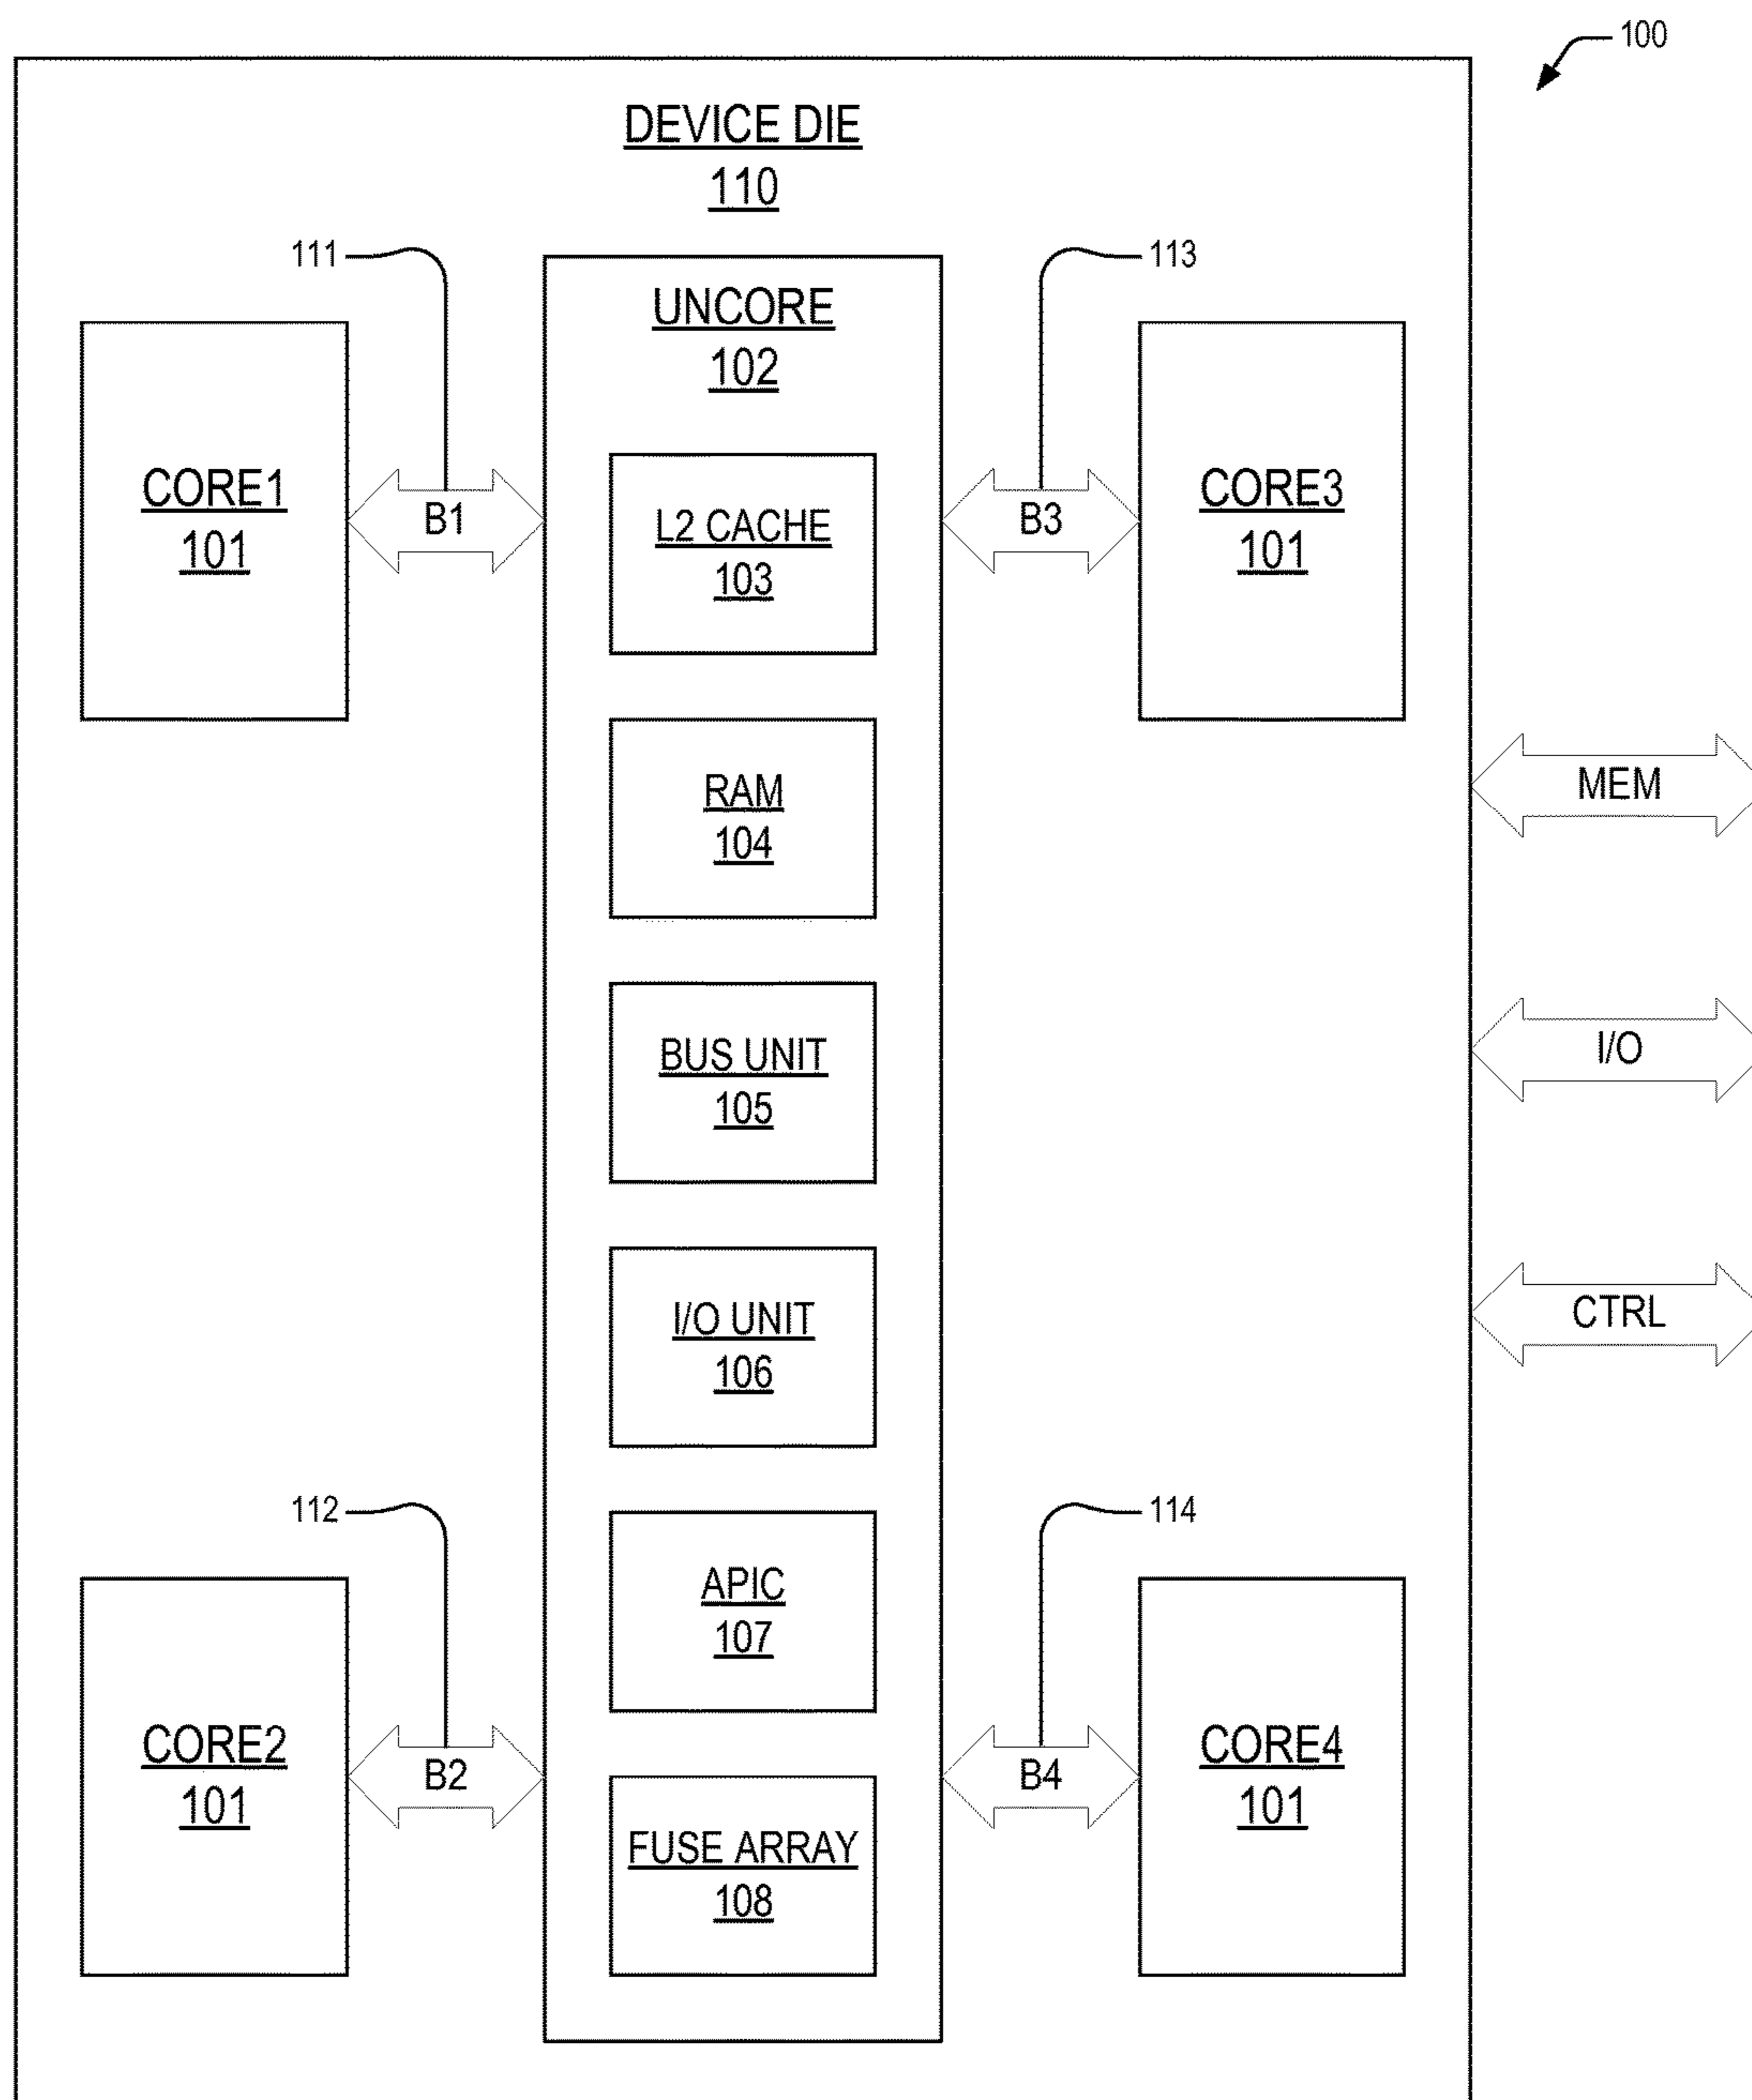 100
DEVICE DIE
110
111
113
UNCORE
102
CORE1
101
B1
L2 CACHE
103
B3
CORE3
101
RAM
104
MEM
BUS UNIT
105
I/O
I/O UNIT
106
CTRL
112
114
APIC
107
CORE2
101
B2
B4
CORE4
101
FUSE ARRAY
108